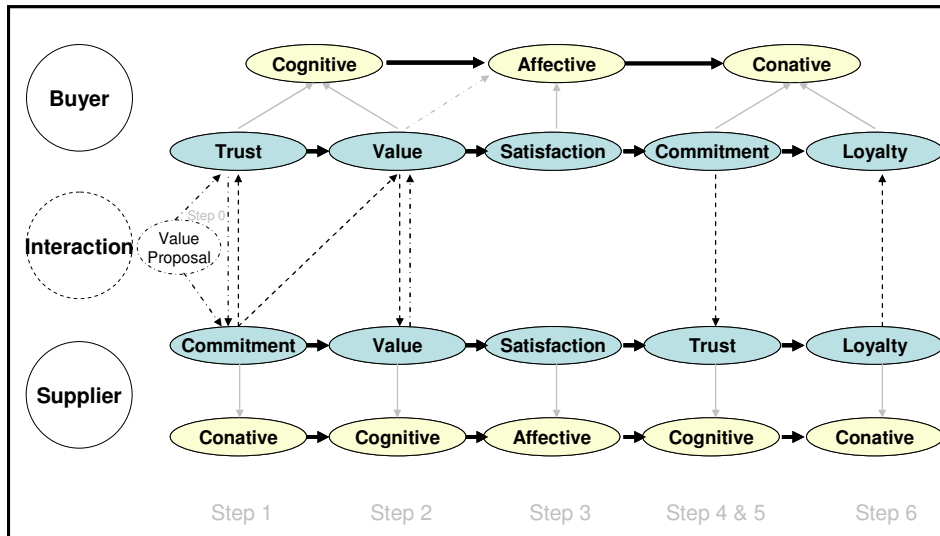 Cognitive
Affective
Conative
Buyer
Trust
Value
Satisfaction
Commitment
Loyalty
Step 0
Interaction
Value
Proposal
Commitment
Value
Satisfaction
Trust
Loyalty
Supplier
Conative
Cognitive
Affective
Cognitive
Conative
Step 1
Step 2
Step 3
Step 4 & 5
Step 6